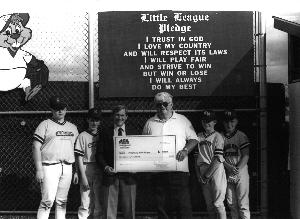 Little League
Pledge
I TRUST IN GOD
I LOVE MY COUNTRY
AND WILL RESPECT ITS LAWS
I WILL PLAY FAIR
AND STRIVE TO WIN
BUT WIN OR LOSE
I WILL ALWAYS
DO MY BEST